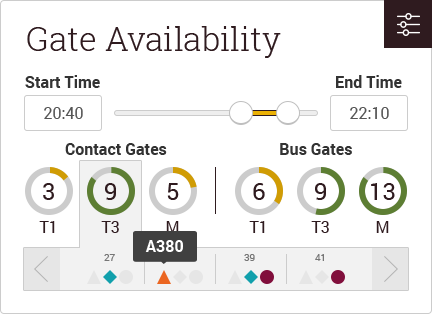 Gate Availability
Start Time End Time
20:40 22:10
Contact Gates Bus Gates
3 9 5 6 9 13
T1 T3 M T1 T3 M
A380
27 39 41